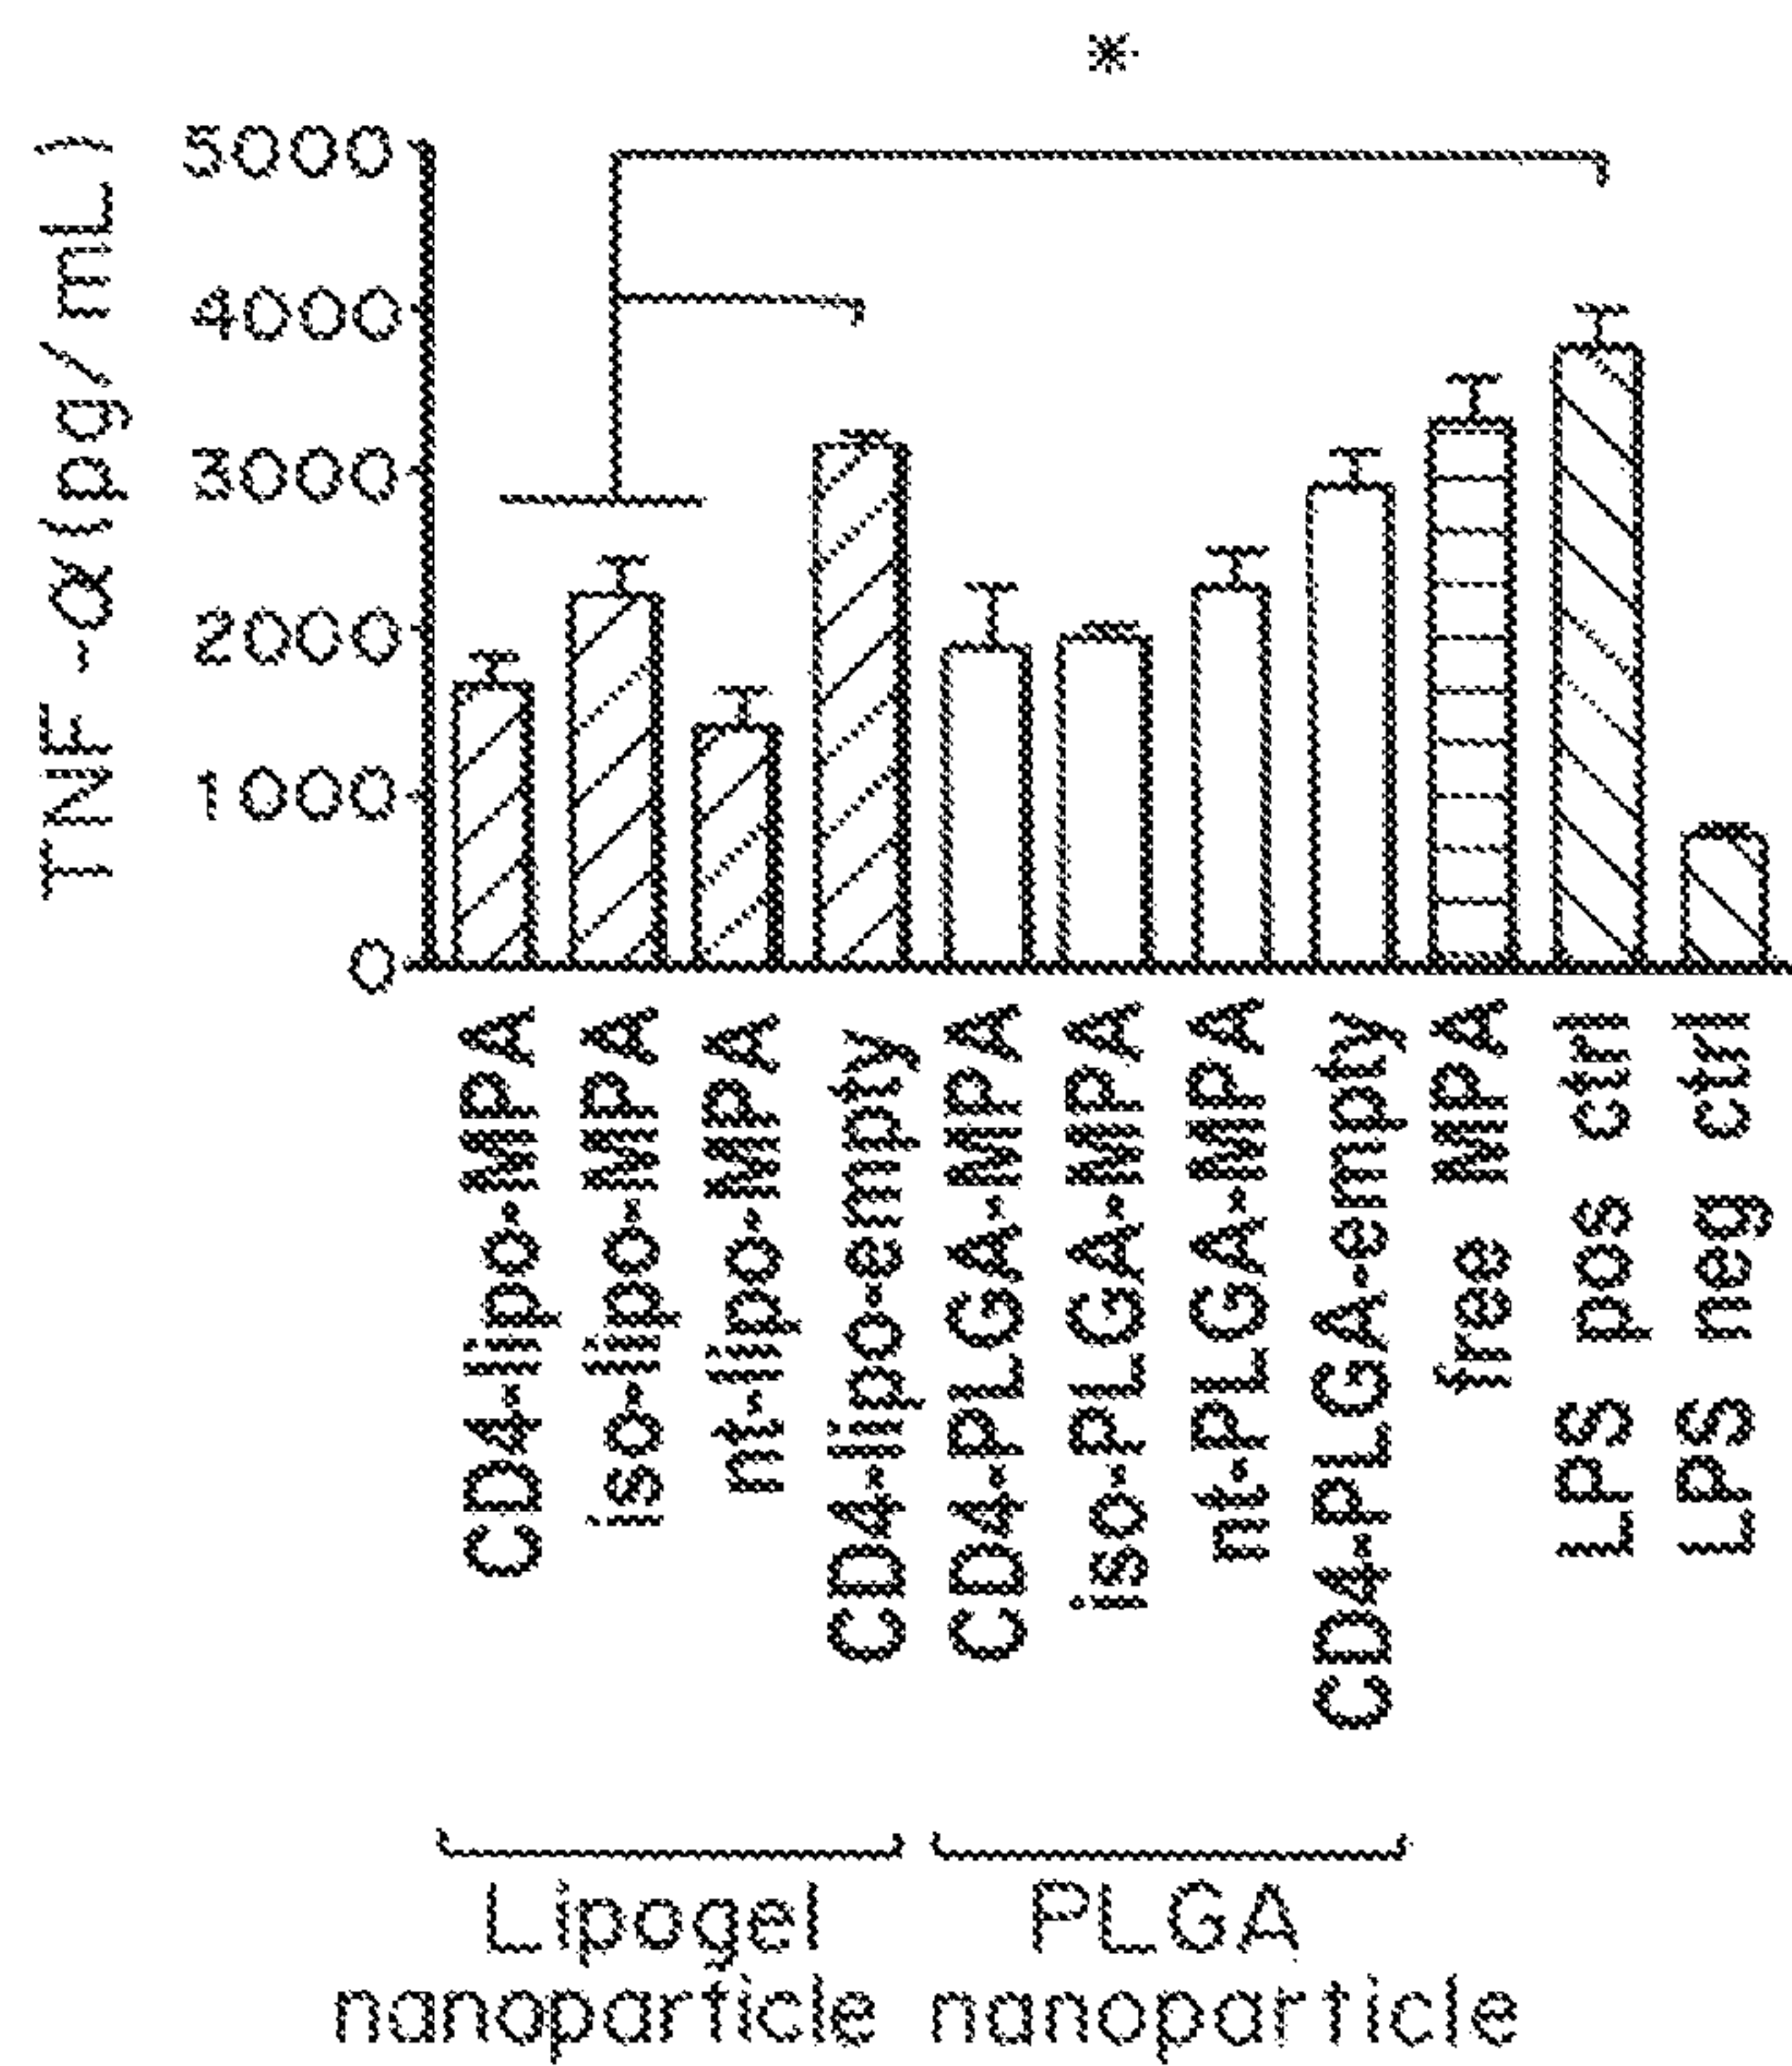 *
TNF-α(pg/mL)
5000
4000
3000
2000
1000
0
CD4-lipo-MPA
iso-lipo-MPA
nt-lipo-MPA
CD4-lipo-empty
CD4-PLGA-MPA
iso-PLGA-MPA
nt-PLGA-MPA
CD4-PLGA-empty
free MPA
LPS pos ctrl
LPS neg ctrl
Lipogel
nanoparticle
PLGA
nanoparticle